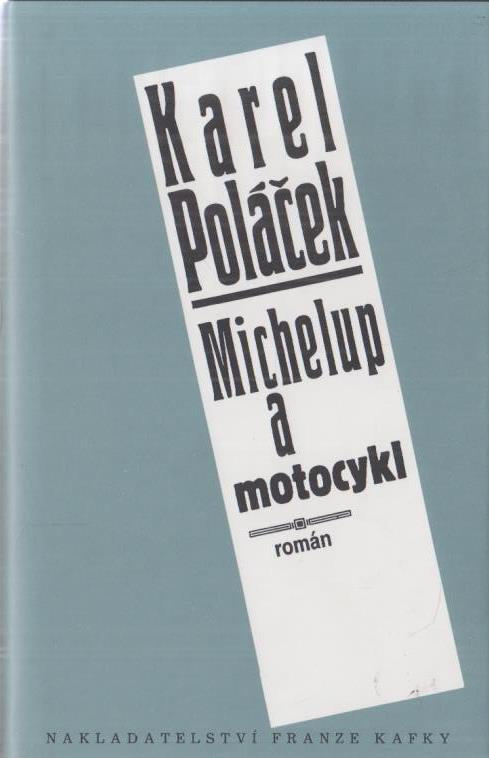 Karel
Poláček
Michelup
a
motocykl
román
NAKLADATELSTVÍ FRANZE KAFKY